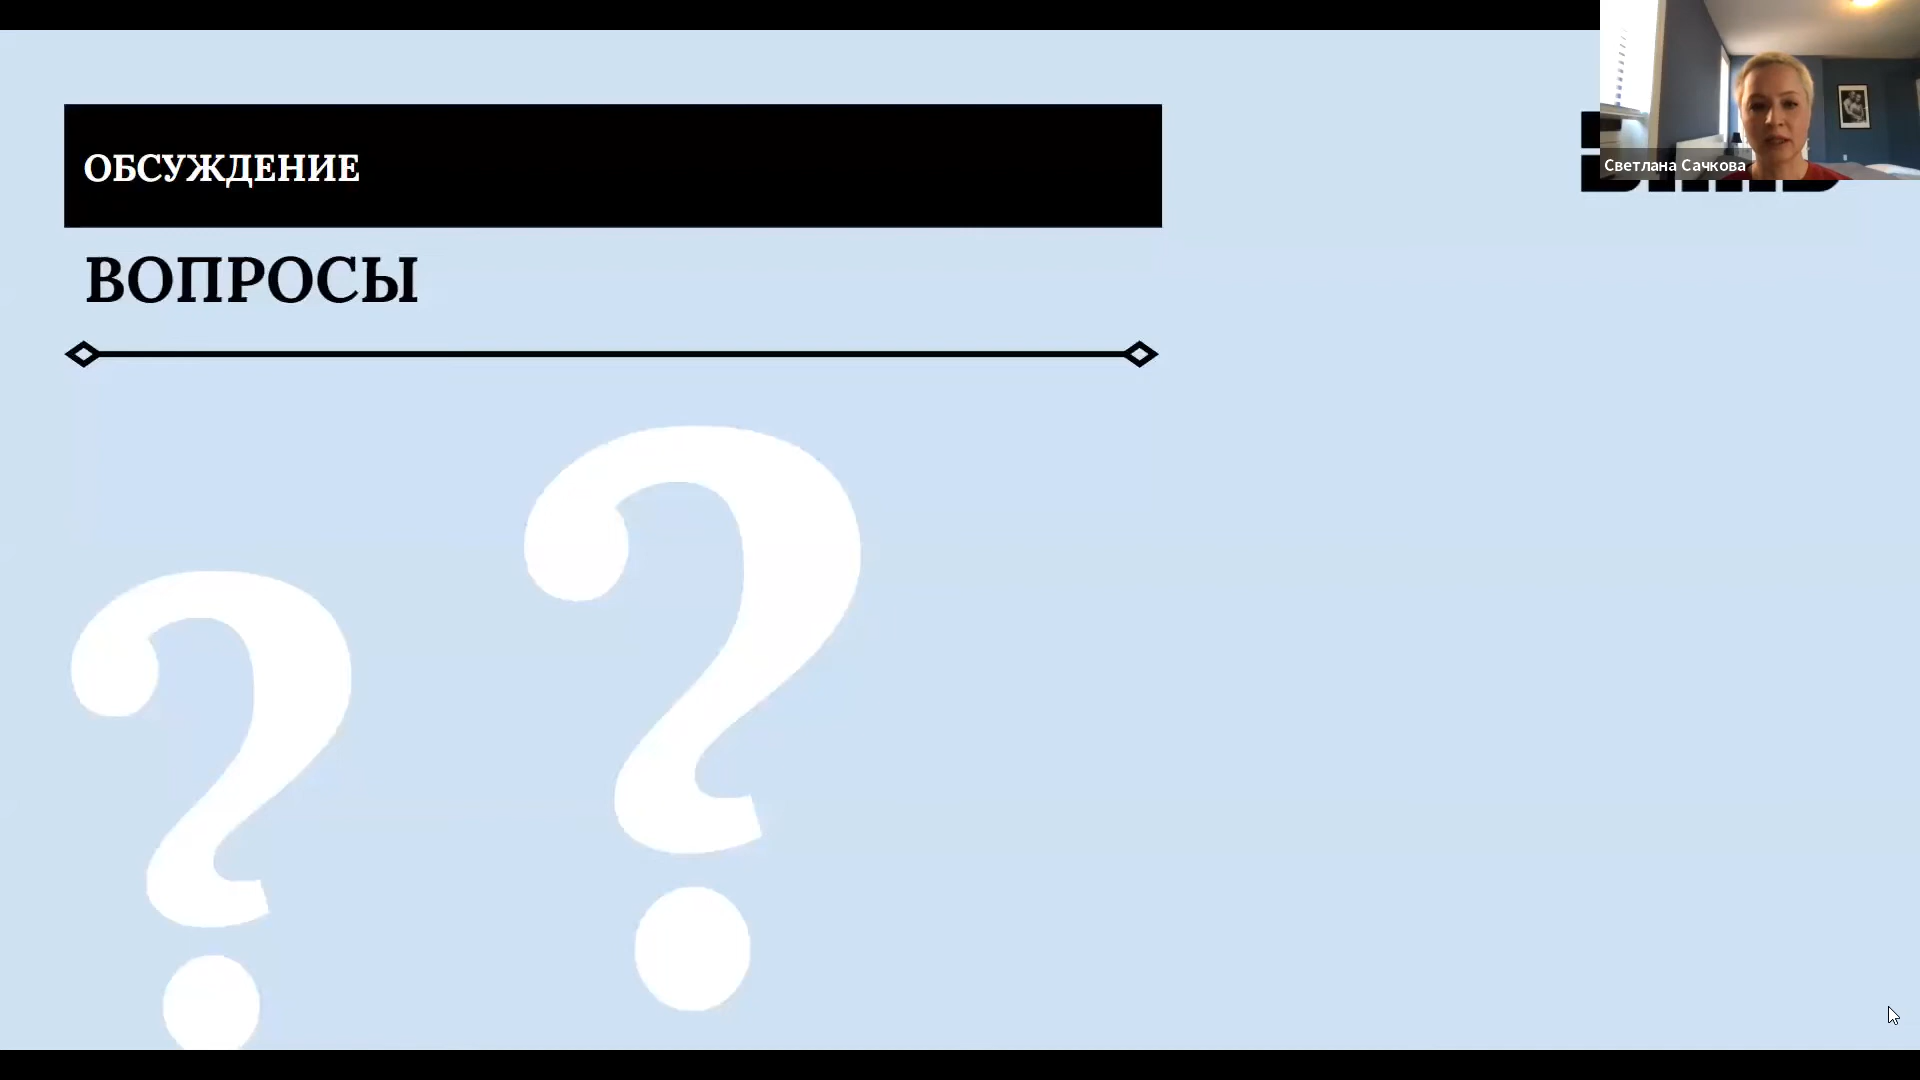 ОБСУЖДЕНИЕ
ВОПРОСЫ
Светлана Сачкова